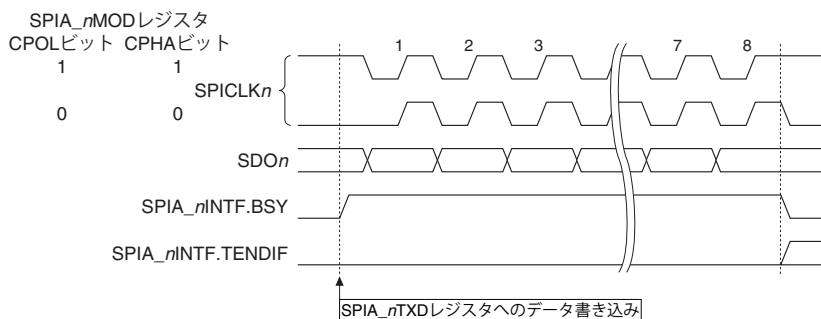 SPIA_nMODレジスタ
CPOLビット CPHAビット
1 1
0 0
SPICLKn
1 2 3 7 8
SDOn
SPIA_nINTF.BSY
SPIA_nINTF.TENDIF
SPIA_nTXDレジスタへのデータ書き込み